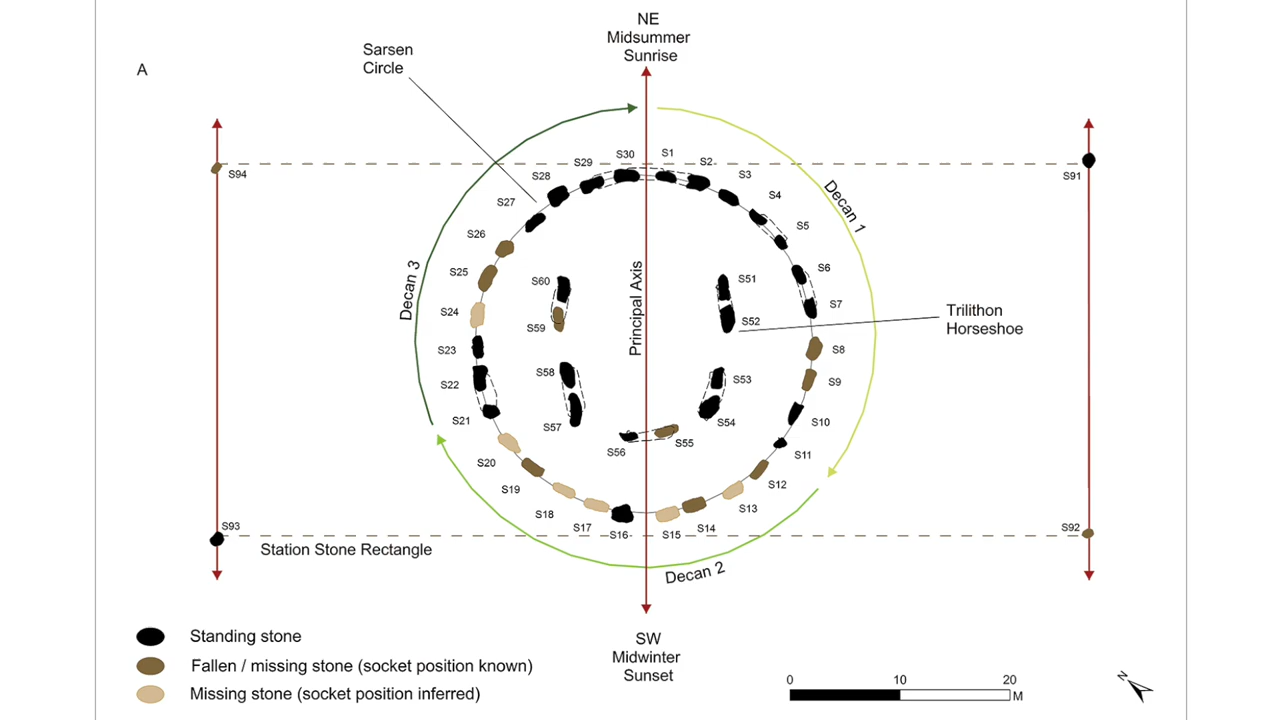 NE
Midsummer
Sunrise
A
Sarsen
Circle
S94
S91
S28
S29
S30
S1
S2
S3
S4
S5
S6
S7
S8
S9
S10
S11
S12
S13
S14
S15
S16
S17
S18
S19
S20
S21
S22
S23
S24
S25
S26
S27
Decan 1
Decan 2
Decan 3
Principal Axis
S60
S59
S58
S57
S56
S55
S54
S53
S52
S51
Trilithon
Horseshoe
S93
S92
Station Stone Rectangle
SW
Midwinter
Sunset
Standing stone
Fallen / missing stone (socket position known)
Missing stone (socket position inferred)
0 10 20
M
N